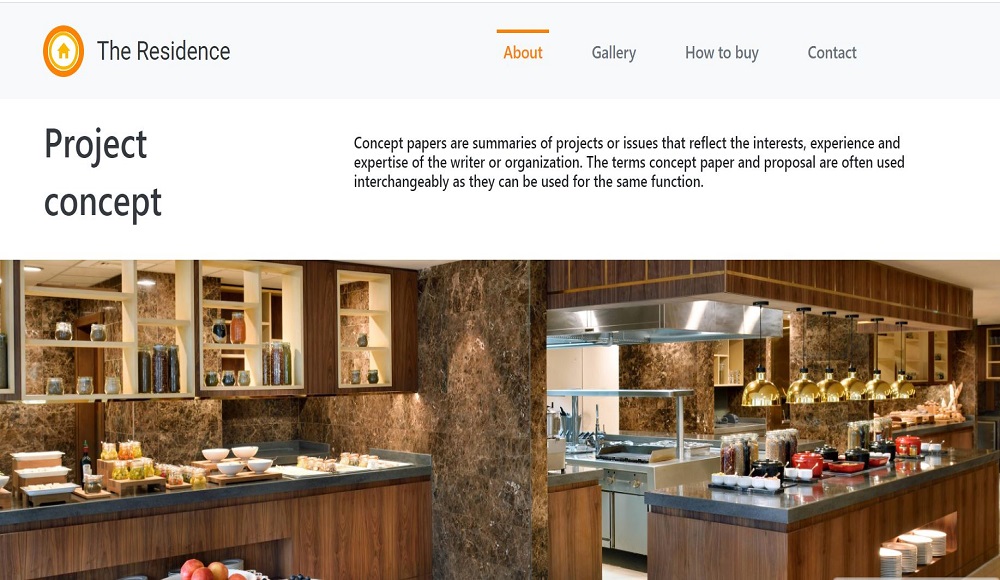 The Residence
About Gallery How to buy Contact
Project
concept
Concept papers are summaries of projects or issues that reflect the interests, experience and
expertise of the writer or organization. The terms concept paper and proposal are often used
interchangeably as they can be used for the same function.